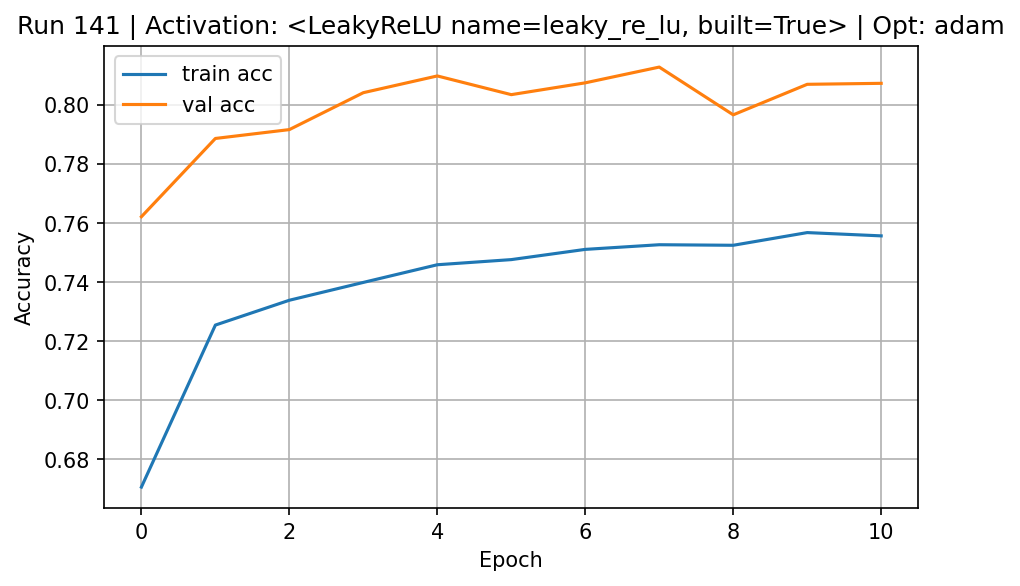 Run 141 | Activation: <LeakyReLU name=leaky_re_lu, built=True> | Opt: adam
train acc
val acc
0.80
0.78
0.76
0.74
0.72
0.70
0.68
Accuracy
0 2 4 6 8 10
Epoch